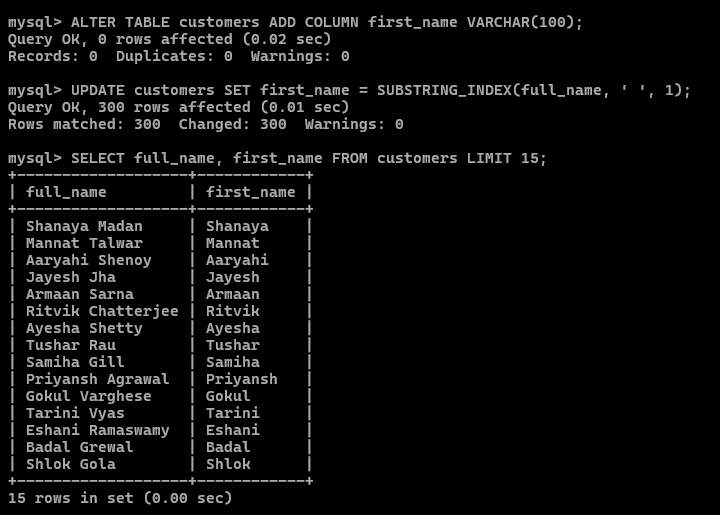 mysql> ALTER TABLE customers ADD COLUMN first_name VARCHAR(100);
Query OK, 0 rows affected (0.02 sec)
Records: 0  Duplicates: 0  Warnings: 0

mysql> UPDATE customers SET first_name = SUBSTRING_INDEX(full_name, ' ', 1);
Query OK, 300 rows affected (0.01 sec)
Rows matched: 300  Changed: 300  Warnings: 0

mysql> SELECT full_name, first_name FROM customers LIMIT 15;
+-------------------+------------+
| full_name         | first_name |
+-------------------+------------+
| Shanaya Madan     | Shanaya    |
| Mannat Talwar     | Mannat     |
| Aaryahi Shenoy    | Aaryahi    |
| Jayesh Jha        | Jayesh     |
| Armaan Sarna      | Armaan     |
| Ritvik Chatterjee | Ritvik     |
| Ayesha Shetty     | Ayesha     |
| Tushar Rau        | Tushar     |
| Samiha Gill       | Samiha     |
| Priyansh Agrawal  | Priyansh   |
| Gokul Varghese    | Gokul      |
| Tarini Vyas       | Tarini     |
| Eshani Ramaswamy  | Eshani     |
| Badal Grewal      | Badal      |
| Shlok Gola        | Shlok      |
+-------------------+------------+
15 rows in set (0.00 sec)